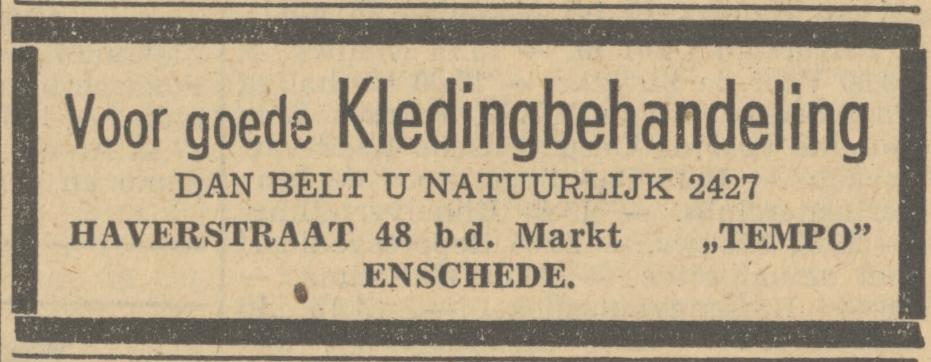 Voor goede Kledingbehandeling
DAN BELT U NATUURLIJK 2427
HAVERSTRAAT 48 b.d. Markt „TEMPO”
ENSCHEDE.